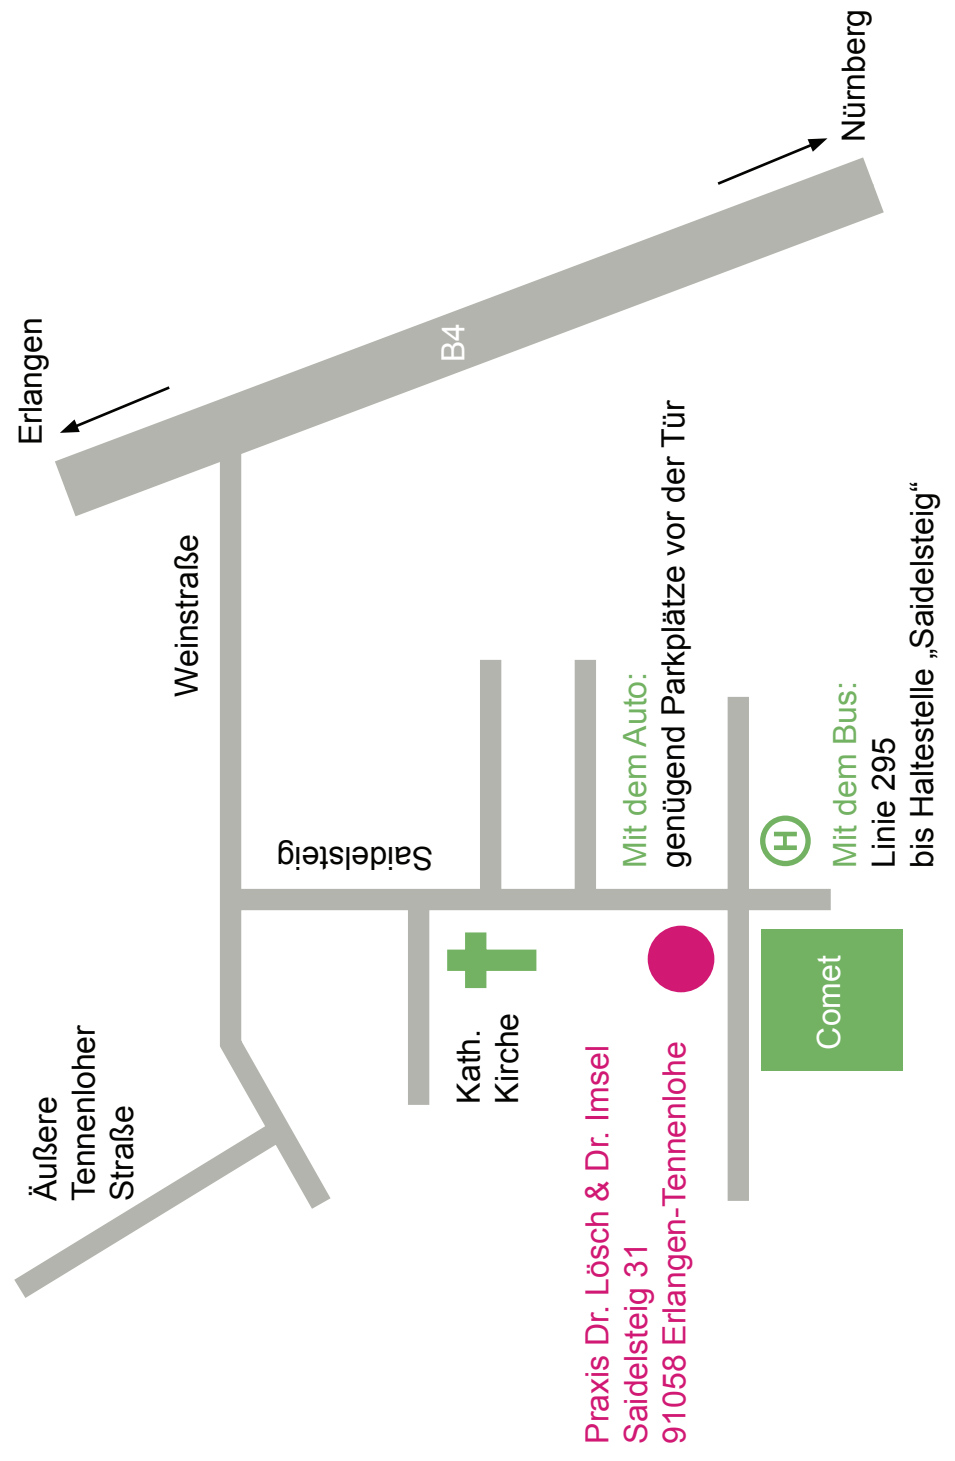 Erlangen
Nürnberg
B4
Weinstraße
Äußere
Tennenloher
Straße
Saidelsteig
Kath.
Kirche
Mit dem Auto:
genügend Parkplätze vor der Tür
Praxis Dr. Lösch & Dr. Imsel
Saidelsteig 31
91058 Erlangen-Tennenlohe
H
Comet
Mit dem Bus:
Linie 295
bis Haltestelle „Saidelsteig“